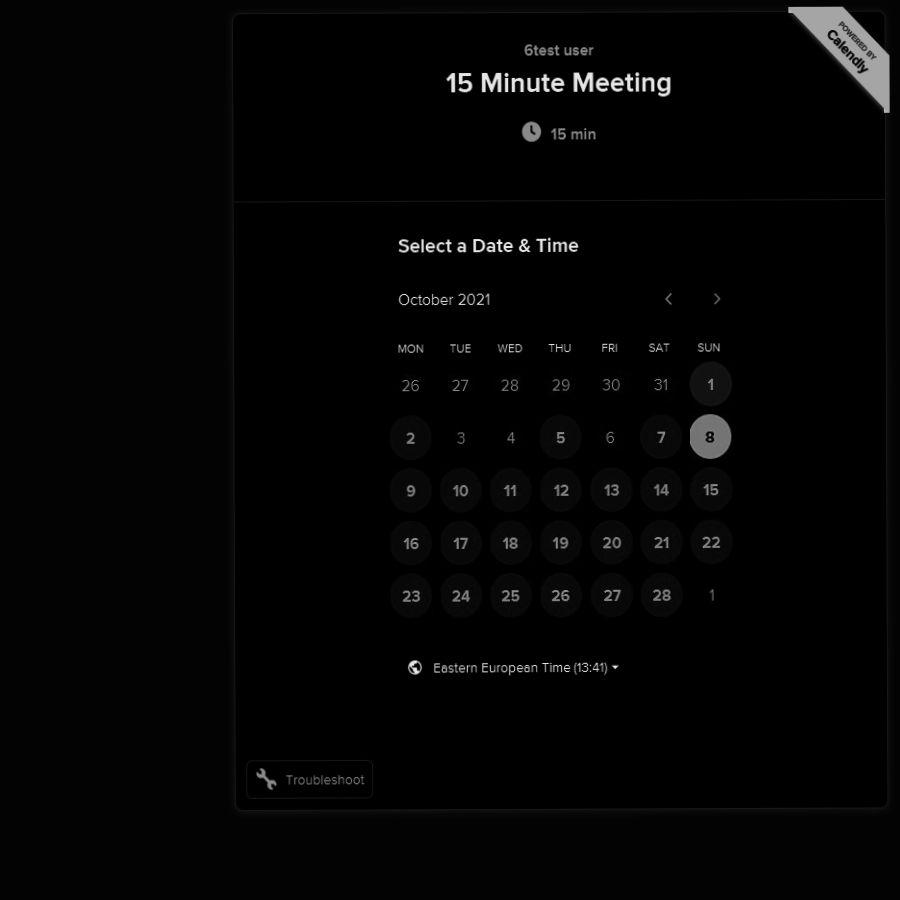 POWERED BY
Calendly
6test user
15 Minute Meeting
15 min
Select a Date & Time
October 2021
MON TUE WED THU FRI SAT SUN
26 27 28 29 30 31 1
2 3 4 5 6 7 8
9 10 11 12 13 14 15
16 17 18 19 20 21 22
23 24 25 26 27 28 1
Eastern European Time (13:41)
Troubleshoot